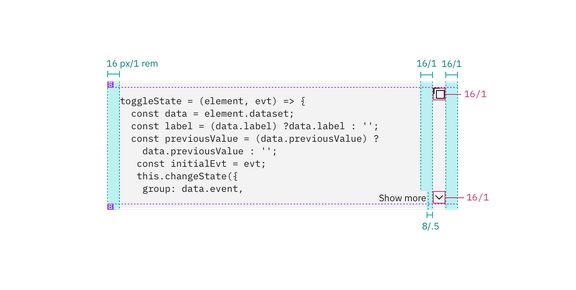 16 px/1 rem
16/1 16/1
8
toggleState = (element, evt) => {
const data = element.dataset;
const label = (data.label) ?data.label : '';
const previousValue = (data.previousValue) ?
data.previousValue : '';
const initialEvt = evt;
this.changeState({
group: data.event,
16/1
Show more
16/1
8
8/.5